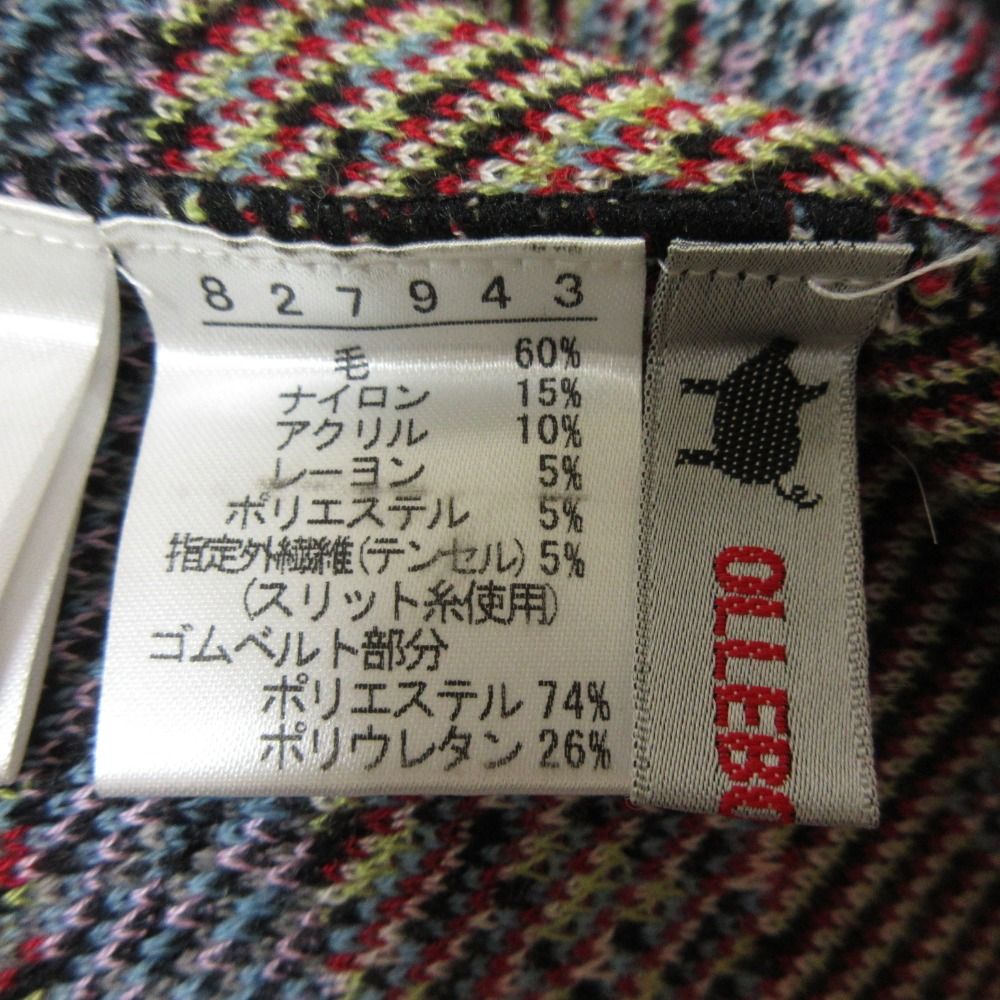 827943
毛 60%
ナイロン 15%
アクリル 10%
レーヨン 5%
ポリエステル 5%
指定外繊維(テンセル) 5%
(スリット糸使用)
ゴムベルト部分
ポリエステル 74%
ポリウレタン 26%
OLLEBO